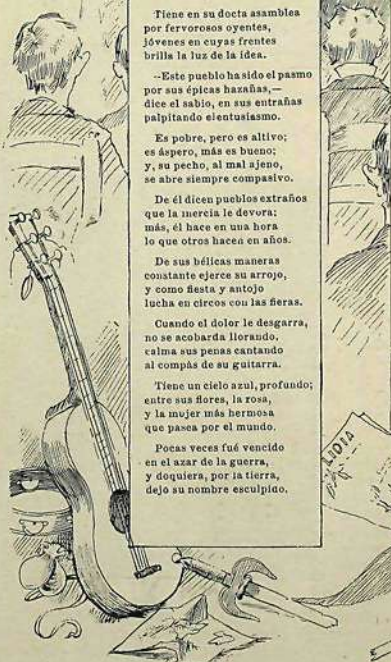 Tiene en su docta asamblea
por fervorosos oyentes,
jóvenes en cuyas frentes
brilla la luz de la idea.
--Este pueblo ha sido el pasmo
por sus épicas hazañas,—
dice el sabio, en sus entrañas
palpitando el entusiasmo.
Es pobre, pero es altivo;
es áspero, más es bueno;
y, su pecho, al mal ajeno,
se abre siempre compasivo.
De él dicen pueblos extraños
que la inercia le devora;
más, él hace en una hora
lo que otros hacen en años.
De sus bélicas maneras
constante ejerce su arrojo,
y como fiesta y antojo
lucha en circos con las fieras.
Cuando el dolor le desgarra,
no se acobarda llorando,
calma sus penas cantando
al compás de su guitarra.
Tiene un cielo azul, profundo;
entre sus flores, la rosa,
y la mujer más hermosa
que pasea por el mundo.
Pocas veces fué vencido
en el azar de la guerra,
y doquiera, por la tierra,
dejo su nombre esculpido.
LIDIA